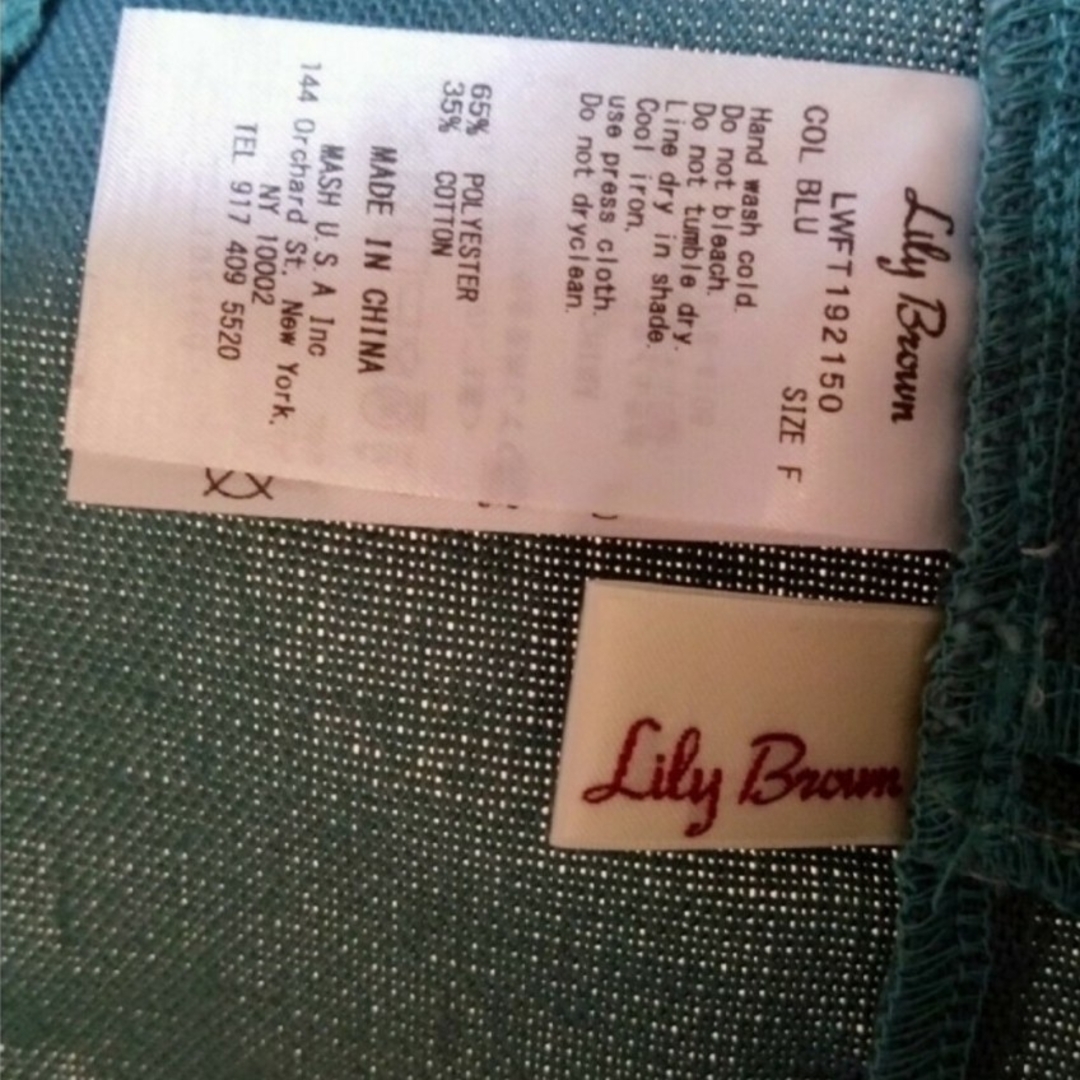 Lily Brown
LWFT192150
COL BLU SIZE F
Hand wash cold.
Do not bleach.
Do not tumble dry.
Line dry in shade.
Cool iron.
use press cloth.
Do not dryclean.
65% POLYESTER
35% COTTON
MADE IN CHINA
MASH U.S.A Inc
144 Orchard St. New York.
NY 10002
TEL 917 409 5520
Lily Brown